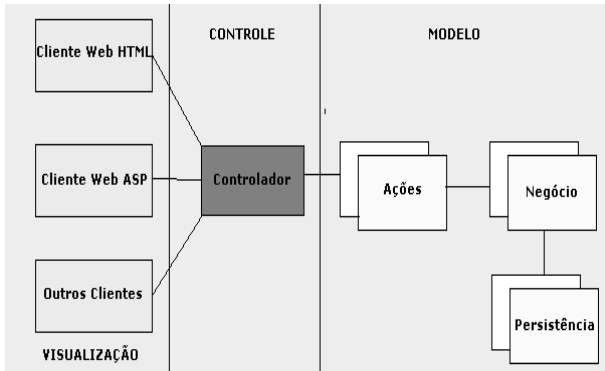 CONTROLE
MODELO
Cliente Web HTML
Cliente Web ASP
Controlador
Ações
Negócio
Outros Clientes
Persistência
VISUALIZAÇÃO